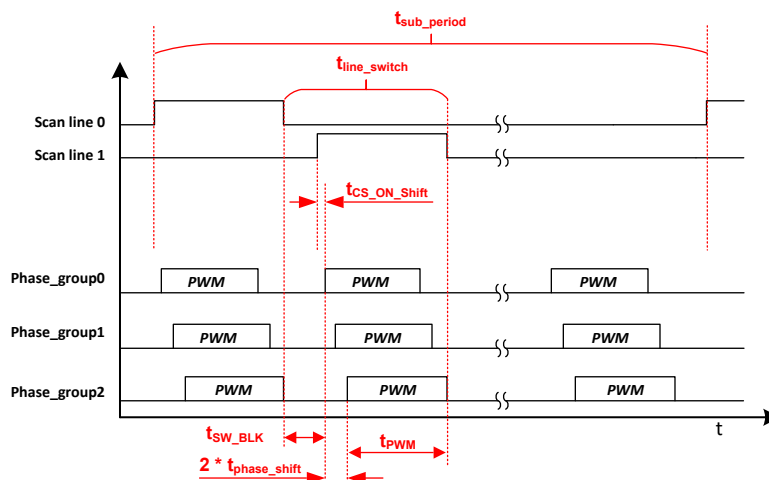 tsub_period
tline_switch
Scan line 0
Scan line 1
tCS_ON_Shift
Phase_group0 PWM PWM PWM
Phase_group1 PWM PWM PWM
Phase_group2 PWM PWM PWM
t
tSW_BLK tPWM
2 * tphase_shift